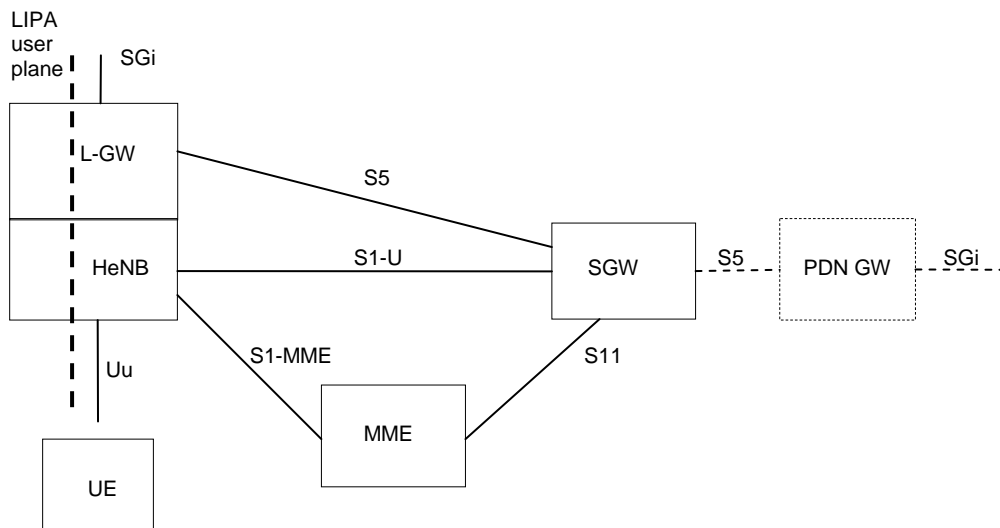 LIPA
user
plane
SGi
L-GW
S5
HeNB
S1-U
SGW
S5
PDN GW
SGi
Uu
S1-MME
S11
MME
UE